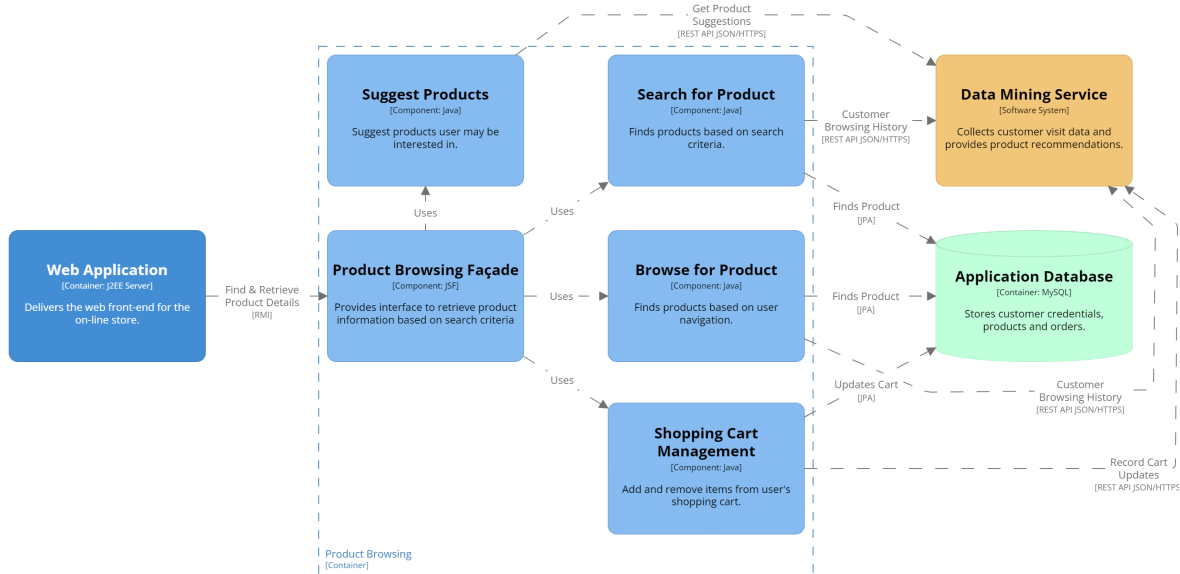 Get Product
Suggestions
[REST API JSON/HTTPS]
Suggest Products
[Component: Java]
Suggest products user may be
interested in.
Search for Product
[Component: Java]
Finds products based on search
criteria.
Customer
Browsing History
[REST API JSON/HTTPS]
Data Mining Service
[Software System]
Collects customer visit data and
provides product recommendations.
Uses
Uses
Finds Product
[JPA]
Web Application
[Container: J2EE Server]
Delivers the web front-end for the
on-line store.
Find & Retrieve
Product Details
[RMI]
Product Browsing Façade
[Component: JSF]
Provides interface to retrieve product
information based on search criteria
Uses
Browse for Product
[Component: Java]
Finds products based on user
navigation.
Finds Product
[JPA]
Application Database
[Container: MySQL]
Stores customer credentials,
products and orders.
Uses
Updates Cart
[JPA]
Customer
Browsing History
[REST API JSON/HTTPS]
Shopping Cart
Management
[Component: Java]
Add and remove items from user's
shopping cart.
Record Cart
Updates
[REST API JSON/HTTPS
Product Browsing
[Container]